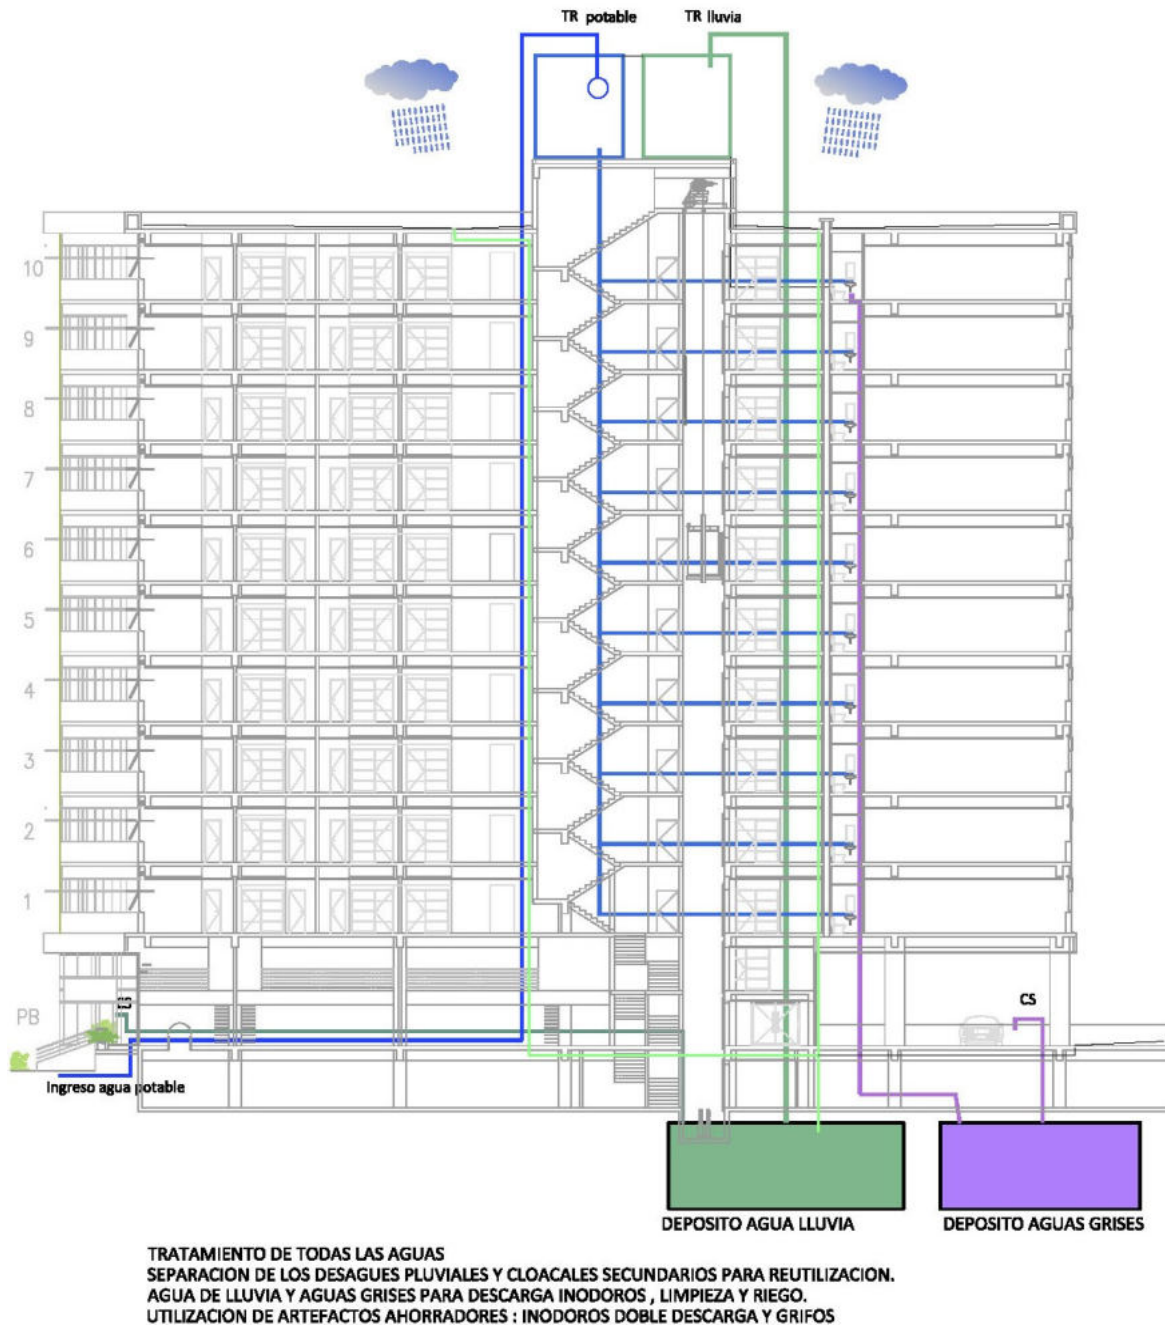 TR potable
TR lluvia
10
9
8
7
6
5
4
3
2
1
PB
CS
Ingreso agua potable
DEPOSITO AGUA LLUVIA
DEPOSITO AGUAS GRISES
TRATAMIENTO DE TODAS LAS AGUAS
SEPARACION DE LOS DESAGUES PLUVIALES Y CLOACALES SECUNDARIOS PARA REUTILIZACION.
AGUA DE LLUVIA Y AGUAS GRISES PARA DESCARGA INODOROS , LIMPIEZA Y RIEGO.
UTILIZACION DE ARTEFACTOS AHORRADORES : INODOROS DOBLE DESCARGA Y GRIFOS